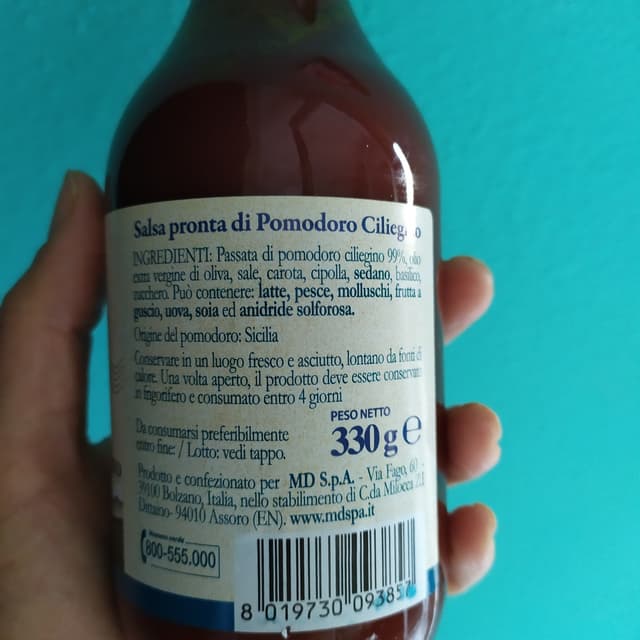 Salsa pronta di Pomodoro Ciliegino
INGREDIENTI: Passata di pomodoro ciliegino 99%, olio
extra vergine di oliva, sale, carota, cipolla, sedano, basilico,
zucchero. Può contenere: latte, pesce, molluschi, frutta a
guscio, uova, soia ed anidride solforosa.
Origine del pomodoro: Sicilia
Conservare in un luogo fresco e asciutto, lontano da fonti di
calore. Una volta aperto, il prodotto deve essere conservato
in frigorifero e consumato entro 4 giorni
PESO NETTO
330 g e
Da consumarsi preferibilmente
entro fine: / Lotto: vedi tappo.
Prodotto e confezionato per MD S.p.A. - Via Fago, 60 -
39100 Bolzano, Italia, nello stabilimento di C.da Milocca Z.I.
Dittaino- 94010 Assoro (EN). www.mdspa.it
numero verde
800-555.000
8 019730 093857